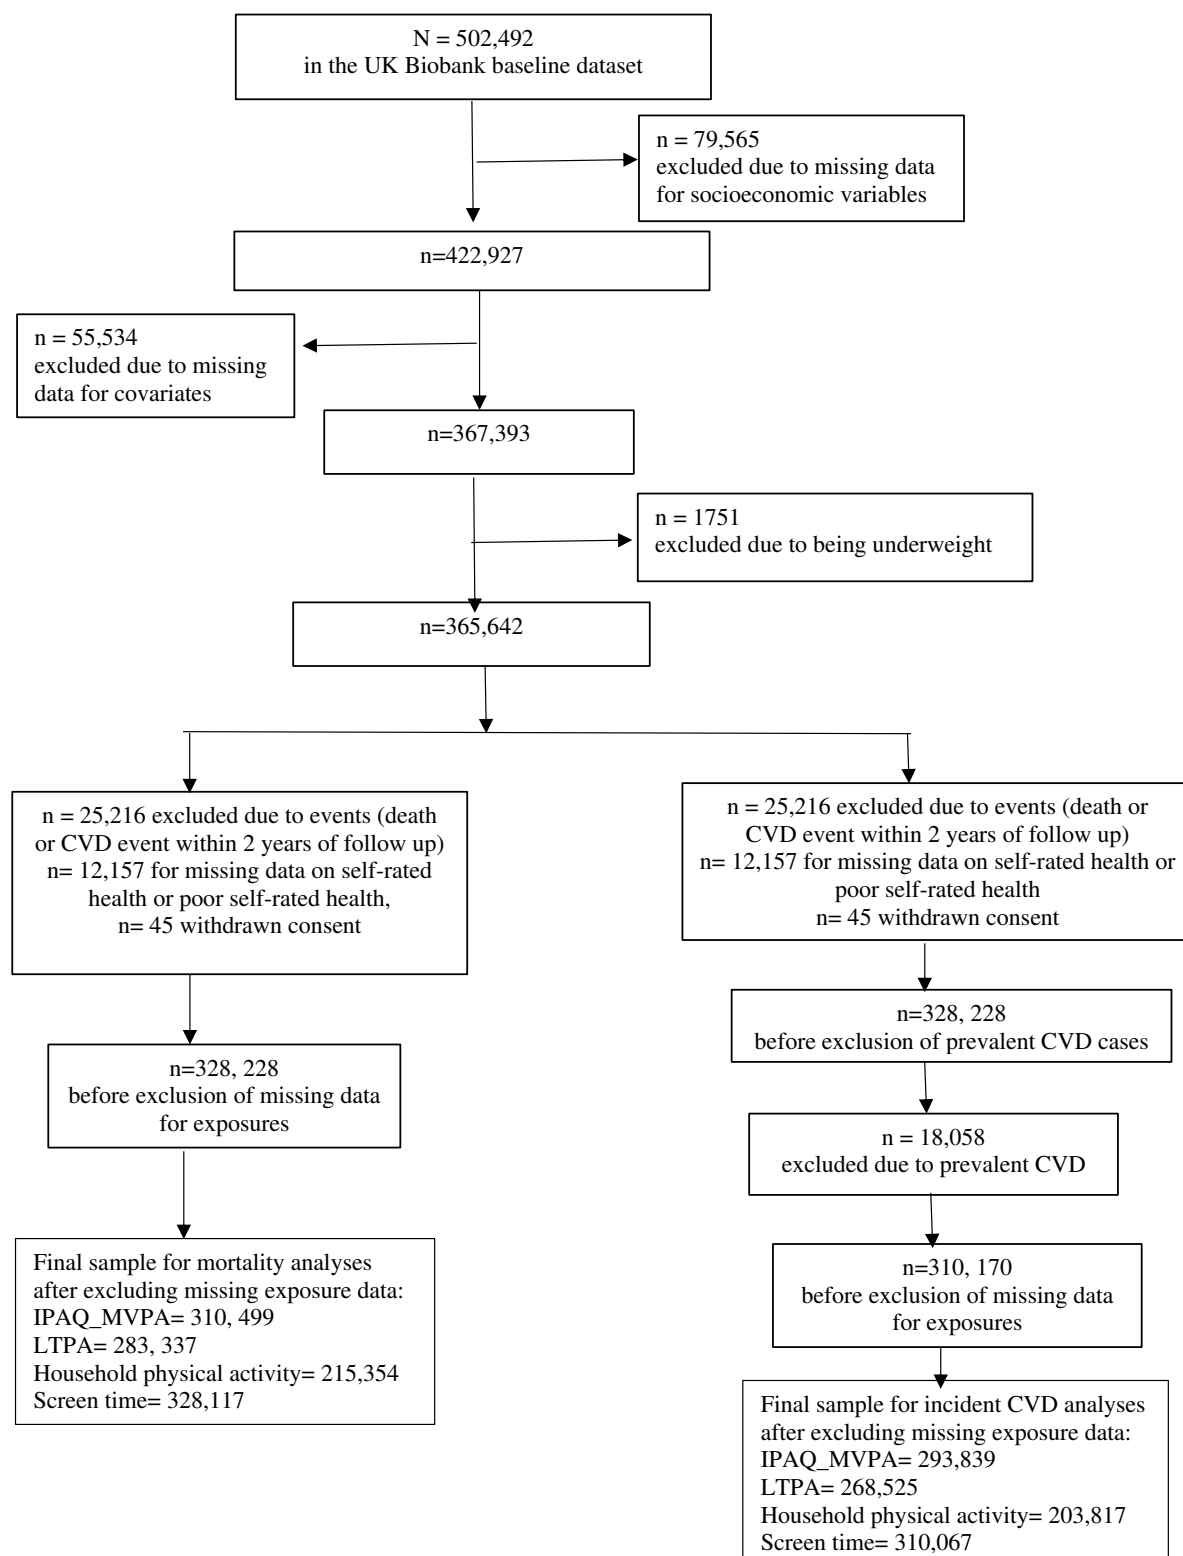 N = 502,492
in the UK Biobank baseline dataset
n = 79,565
excluded due to missing data
for socioeconomic variables
n=422,927
n = 55,534
excluded due to missing
data for covariates
n=367,393
n = 1751
excluded due to being underweight
n=365,642
n = 25,216 excluded due to events (death
or CVD event within 2 years of follow up)
n= 12,157 for missing data on self-rated
health or poor self-rated health,
n= 45 withdrawn consent
n=328, 228
before exclusion of missing data
for exposures
Final sample for mortality analyses
after excluding missing exposure data:
IPAQ_MVPA= 310, 499
LTPA= 283, 337
Household physical activity= 215,354
Screen time= 328,117
n = 25,216 excluded due to events (death or
CVD event within 2 years of follow up)
n= 12,157 for missing data on self-rated health or
poor self-rated health
n= 45 withdrawn consent
n=328, 228
before exclusion of prevalent CVD cases
n = 18,058
excluded due to prevalent CVD
n=310, 170
before exclusion of missing data
for exposures
Final sample for incident CVD analyses
after excluding missing exposure data:
IPAQ_MVPA= 293,839
LTPA= 268,525
Household physical activity= 203,817
Screen time= 310,067